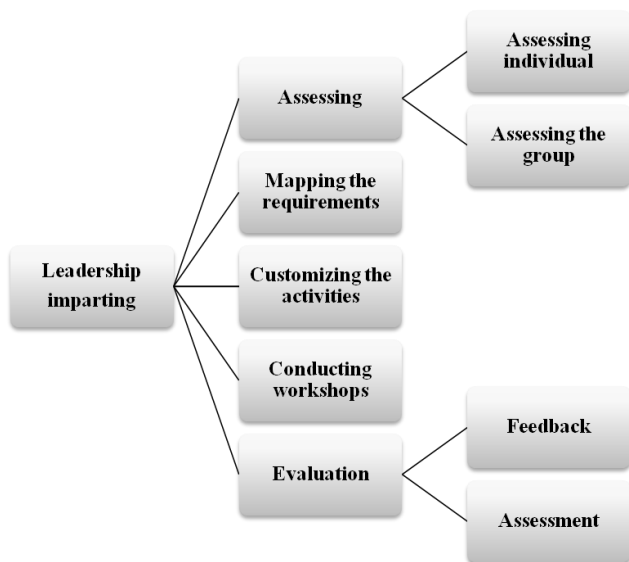 Assessing
individual
Assessing
Assessing the
group
Mapping the
requirements
Leadership
imparting
Customizing the
activities
Conducting
workshops
Feedback
Evaluation
Assessment